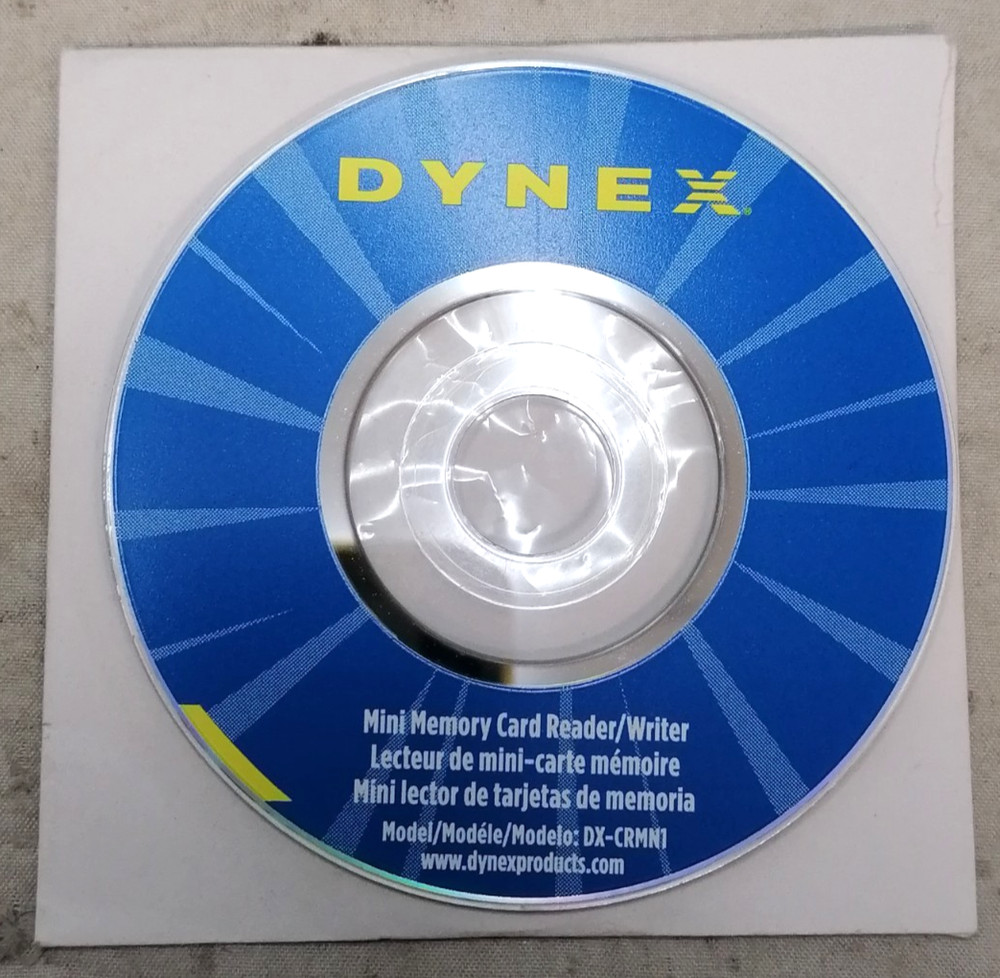 DYNEX®
Mini Memory Card Reader/Writer
Lecteur de mini-carte mémoire
Mini lector de tarjetas de memoria
Model/Modéle/Modelo: DX-CRMN1
www.dynexproducts.com